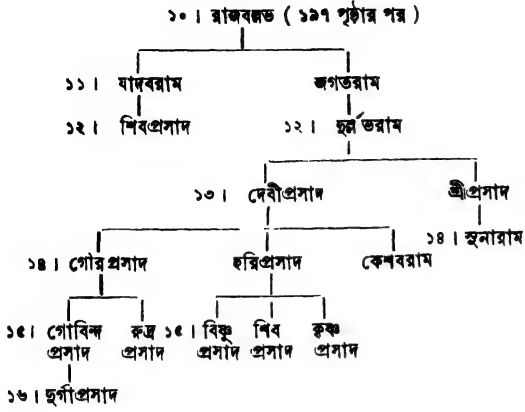 ১০। রাজবল্লভ ( ১৯৭ পৃষ্ঠার পর )
১১। যাদবরাম জগতরাম
১২। শিবপ্রসাদ ১২। দুর্ল্লভরাম
১৩। দেবীপ্রসাদ শ্রীপ্রসাদ
১৪। গৌরপ্রসাদ হরিপ্রসাদ কেশবরাম ১৪। সুনারাম
১৫। গোবিন্দ রুদ্র ১৫। বিষ্ণু শিব কৃষ্ণ
প্রসাদ প্রসাদ প্রসাদ প্রসাদ প্রসাদ
১৬। দুর্গাপ্রসাদ